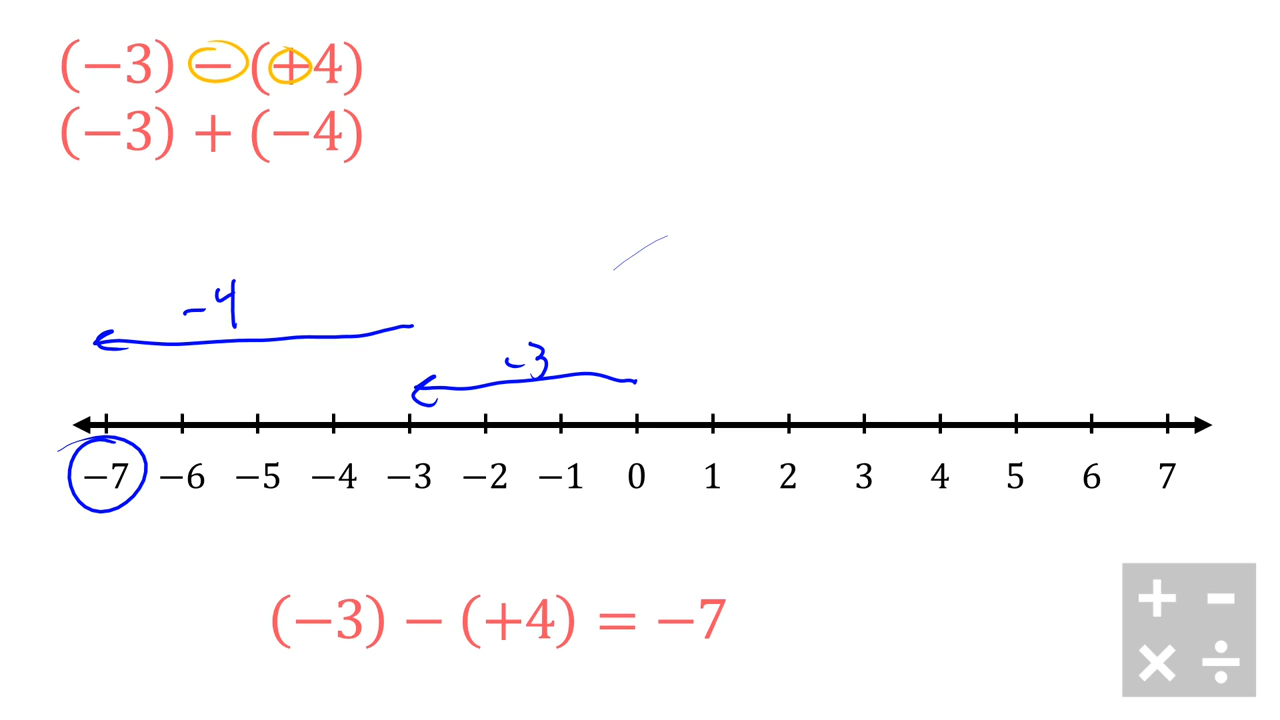 (−3) − (+4)
(−3) + (−4)
-4
-3
−7 −6 −5 −4 −3 −2 −1 0 1 2 3 4 5 6 7
(−3) − (+4) = −7
+ −
× ÷